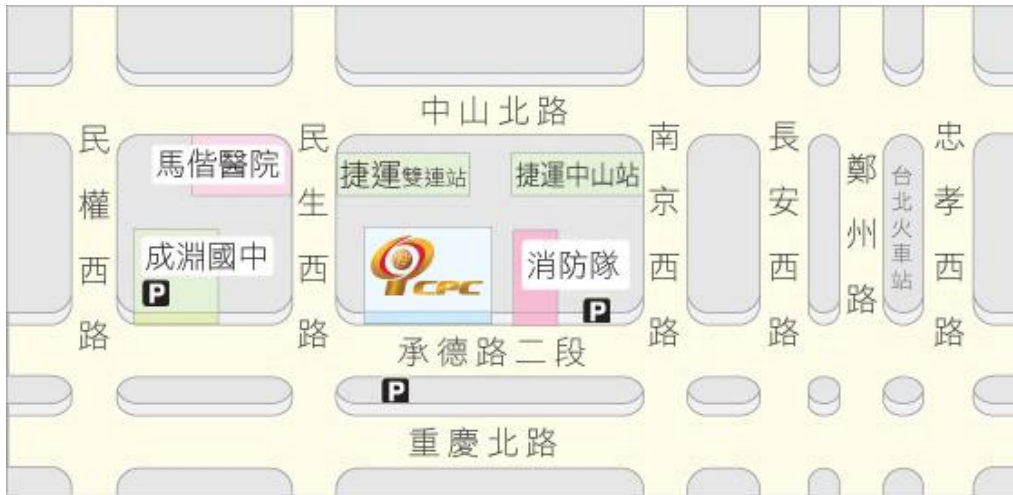 中山北路
民權西路
馬偕醫院
民生西路
捷運雙連站
捷運中山站
南京西路
長安西路
鄭州路
台北火車站
忠孝西路
成淵國中
P
CPC
消防隊
P
承德路二段
P
重慶北路